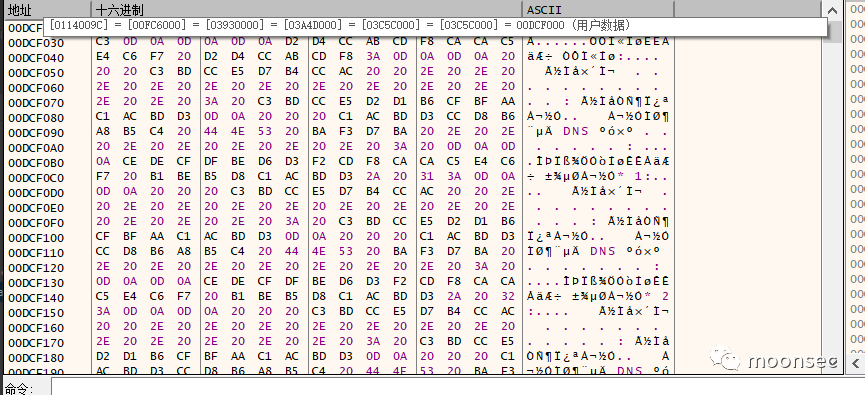 地址 十六进制 ASCII
[0114009C] = [00FC6000] = [03930000] = [03A4D000] = [03C5C000] = [03C5C000] = 00DCF000 (用户数据)
00DCF030 C3 0D 0A 0D 0A 0D 0A D2 D4 CC AB CD F8 CA CA C5 Ã......ÒÔÌ«ÍøÊÊÅ
00DCF040 E4 C6 F7 20 D2 D4 CC AB CD F8 3A 0D 0A 0D 0A 20 äÆ÷ ÒÔÌ«Íø:....
00DCF050 20 20 C3 BD CC E5 D7 B4 CC AC 20 20 2E 20 2E 20 Ã½Ìå×´Ì¬ . .
00DCF060 2E 20 2E 20 2E 20 2E 20 2E 20 2E 20 2E 20 2E 20 . . . . . . . .
00DCF070 2E 20 2E 20 3A 20 C3 BD CC E5 D2 D1 B6 CF BF AA . . : Ã½ÌåÒÑ¶Ï¿ª
00DCF080 C1 AC BD D3 0D 0A 20 20 20 C1 AC BD D3 CC D8 B6 Á¬½Ó.. Á¬½ÓÌØ¶
00DCF090 A8 B5 C4 20 44 4E 53 20 BA F3 D7 BA 20 2E 20 2E ¨µÄ DNS ºó×º . .
00DCF0A0 20 2E 20 2E 20 2E 20 2E 20 2E 20 3A 20 0D 0A 0D . . . . . : ...
00DCF0B0 0A CE DE CF DF BE D6 D3 F2 CD F8 CA CA C5 E4 C6 .ÎÞÏß¾ÖÓòÍøÊÊÅäÆ
00DCF0C0 F7 20 B1 BE B5 D8 C1 AC BD D3 2A 20 31 3A 0D 0A ÷ ±¾µØÁ¬½Ó* 1:..
00DCF0D0 0D 0A 20 20 20 C3 BD CC E5 D7 B4 CC AC 20 20 2E .. Ã½Ìå×´Ì¬ .
00DCF0E0 20 2E 20 2E 20 2E 20 2E 20 2E 20 2E 20 2E 20 2E . . . . . . . .
00DCF0F0 20 2E 20 2E 20 2E 20 3A 20 C3 BD CC E5 D2 D1 B6 . . . : Ã½ÌåÒÑ¶
00DCF100 CF BF AA C1 AC BD D3 0D 0A 20 20 20 C1 AC BD D3 Ï¿ªÁ¬½Ó.. Á¬½Ó
00DCF110 CC D8 B6 A8 B5 C4 20 44 4E 53 20 BA F3 D7 BA 20 ÌØ¶¨µÄ DNS ºó×º
00DCF120 2E 20 2E 20 2E 20 2E 20 2E 20 2E 20 2E 20 3A 20 . . . . . . . :
00DCF130 0D 0A 0D 0A CE DE CF DF BE D6 D3 F2 CD F8 CA CA ....ÎÞÏß¾ÖÓòÍøÊÊ
00DCF140 C5 E4 C6 F7 20 B1 BE B5 D8 C1 AC BD D3 2A 20 32 ÅäÆ÷ ±¾µØÁ¬½Ó* 2
00DCF150 3A 0D 0A 0D 0A 20 20 20 C3 BD CC E5 D7 B4 CC AC :.... Ã½Ìå×´Ì¬
00DCF160 20 20 2E 20 2E 20 2E 20 2E 20 2E 20 2E 20 2E 20 . . . . . . .
00DCF170 2E 20 2E 20 2E 20 2E 20 2E 20 3A 20 C3 BD CC E5 . . . . . : Ã½Ìå
00DCF180 D2 D1 B6 CF BF AA C1 AC BD D3 0D 0A 20 20 20 C1 ÒÑ¶Ï¿ªÁ¬½Ó.. Á
00DCF190 AC BD D3 CC D8 B6 A8 B5 C4 20 44 4E 53 20 BA F3 ¬½ÓÌØ¶¨µÄ DNS ºó
moonsec
命令: